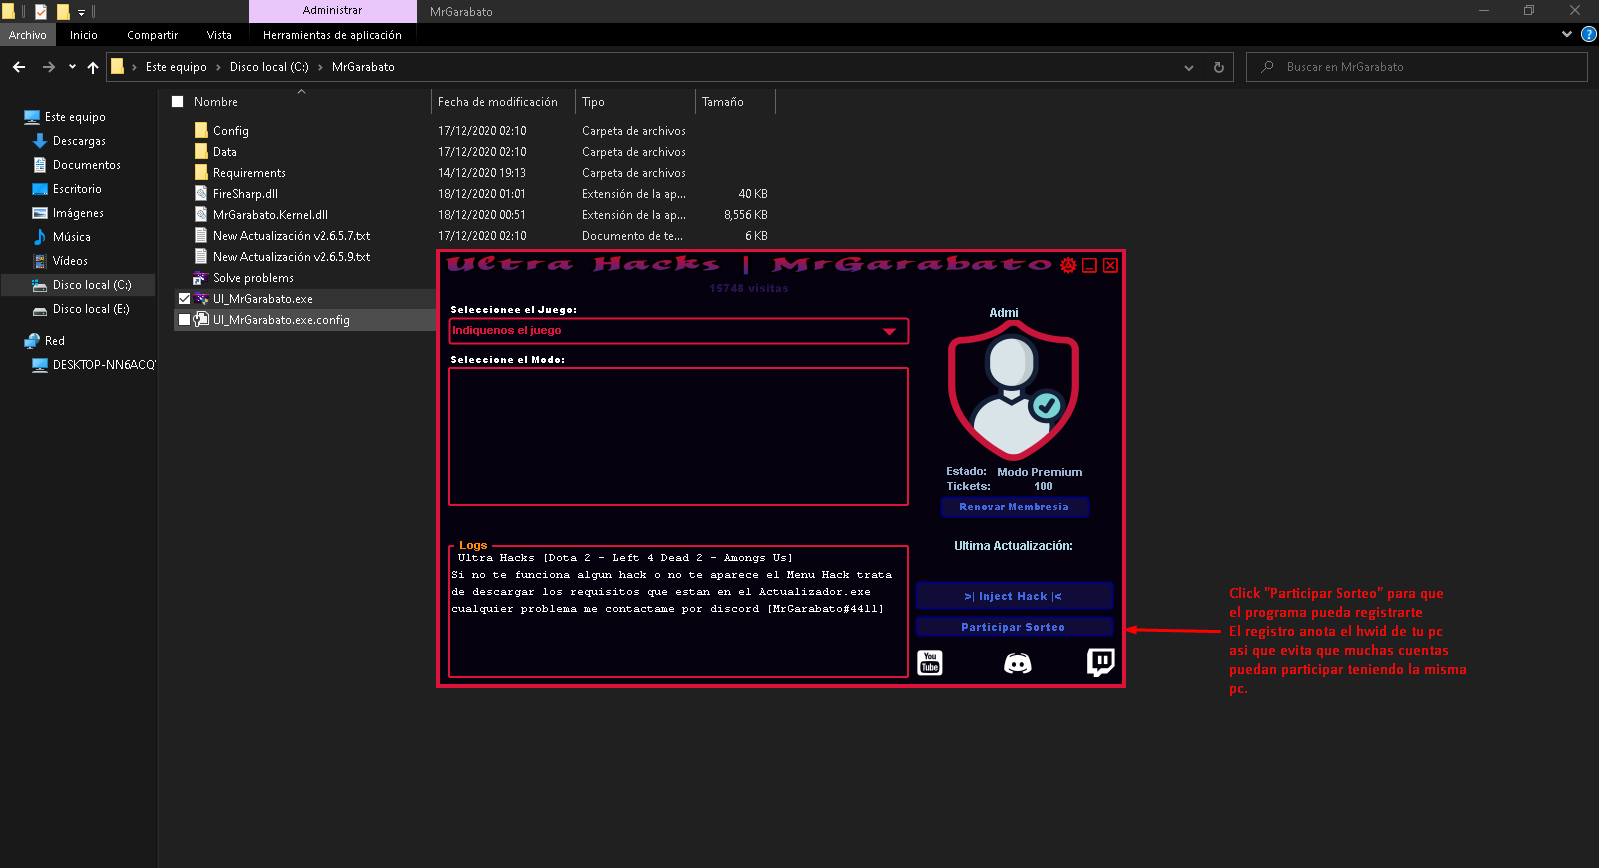 Administrar
MrGarabato
Archivo
Inicio
Compartir
Vista
Herramientas de aplicación
Este equipo
Disco local (C:)
MrGarabato
Buscar en MrGarabato
Nombre
Fecha de modificación
Tipo
Tamaño
Este equipo
Descargas
Documentos
Escritorio
Imágenes
Música
Vídeos
Disco local (C:)
Disco local (E:)
Red
DESKTOP-NN6ACQ
Config 17/12/2020 02:10 Carpeta de archivos
Data 17/12/2020 02:10 Carpeta de archivos
Requirements 14/12/2020 19:13 Carpeta de archivos
FireSharp.dll 18/12/2020 01:01 Extensión de la ap... 40 KB
MrGarabato.Kernel.dll 18/12/2020 00:51 Extensión de la ap... 8,556 KB
New Actualización v2.6.5.7.txt 17/12/2020 02:10 Documento de te... 6 KB
New Actualización v2.6.5.9.txt
Solve problems
UI_MrGarabato.exe
UI_MrGarabato.exe.config
Ultra Hacks | MrGarabato
15748 visitas
Seleccionee el Juego:
Indiquenos el juego
Seleccione el Modo:
Logs
Ultra Hacks [Dota 2 - Left 4 Dead 2 - Amongs Us]
Si no te funciona algun hack o no te aparece el Menu Hack trata
de descargar los requisitos que estan en el Actualizador.exe
cualquier problema me contactame por discord [MrGarabato#4411]
Admi
Estado: Modo Premium
Tickets: 100
Renovar Membresia
Ultima Actualización:
>| Inject Hack |<
Participar Sorteo
You
Tube
Click "Participar Sorteo" para que
el programa pueda registrarte
El registro anota el hwid de tu pc
asi que evita que muchas cuentas
puedan participar teniendo la misma
pc.